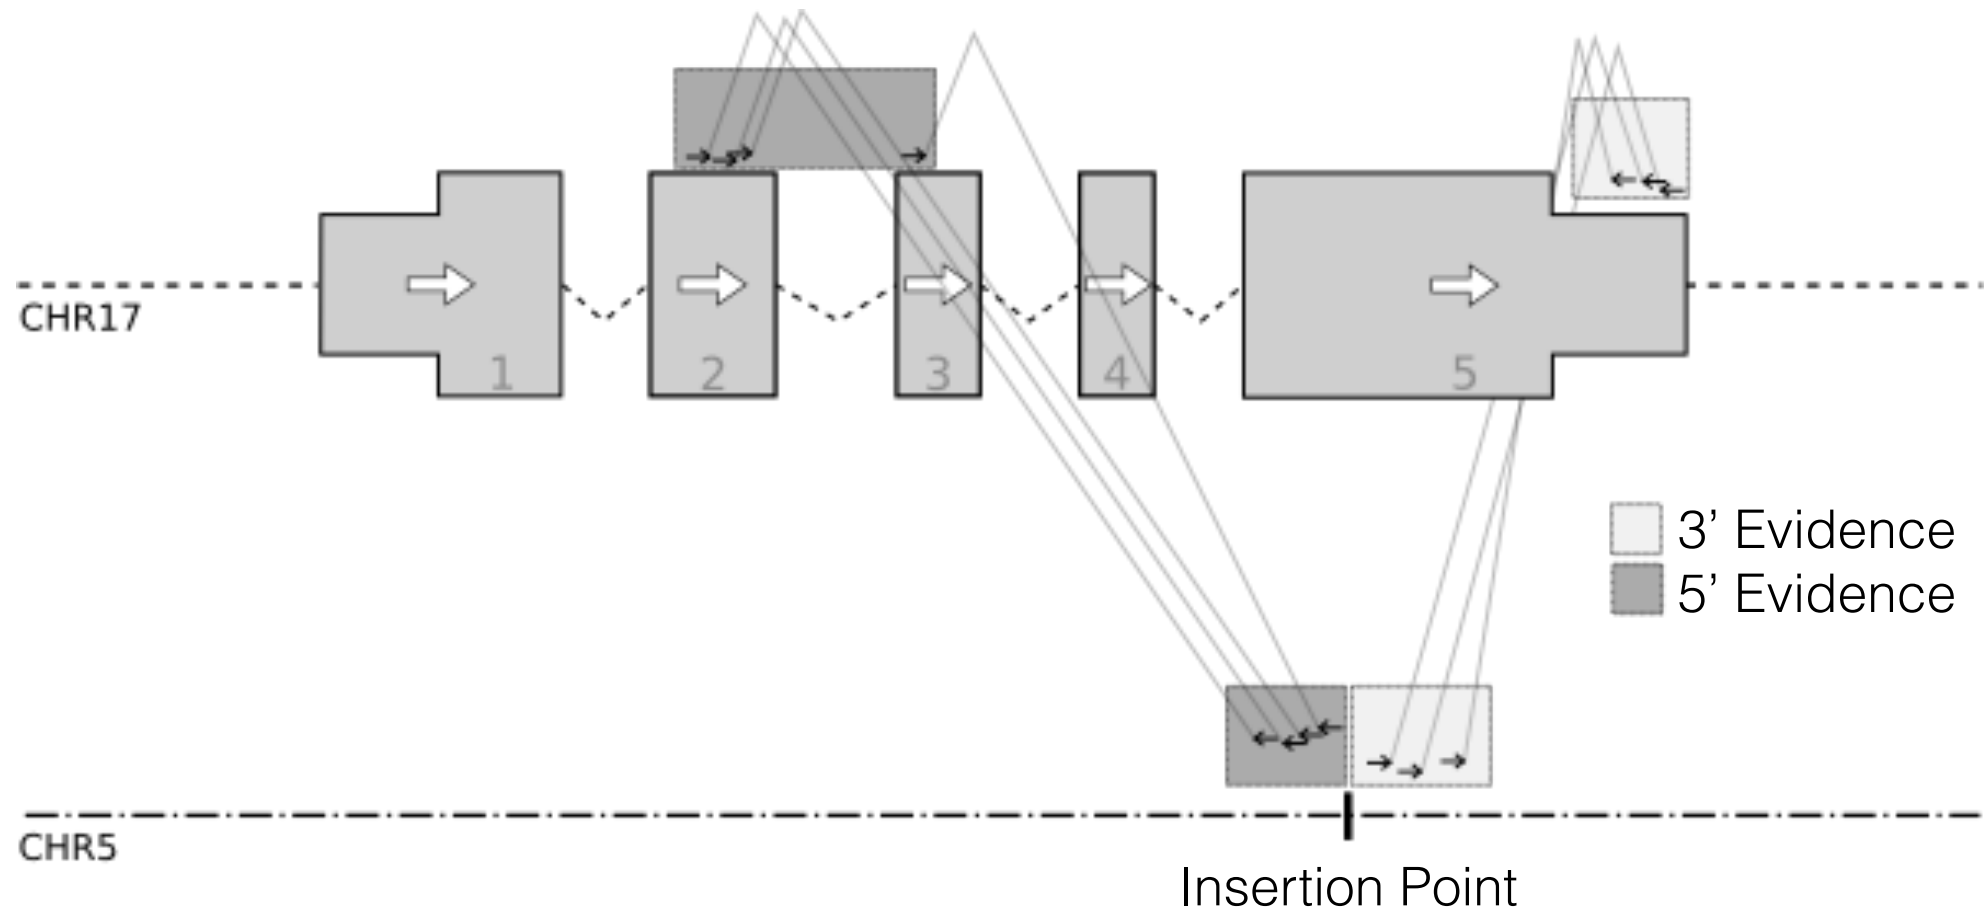 CHR17
1
2
3
4
5
3’ Evidence
5’ Evidence
CHR5
Insertion Point